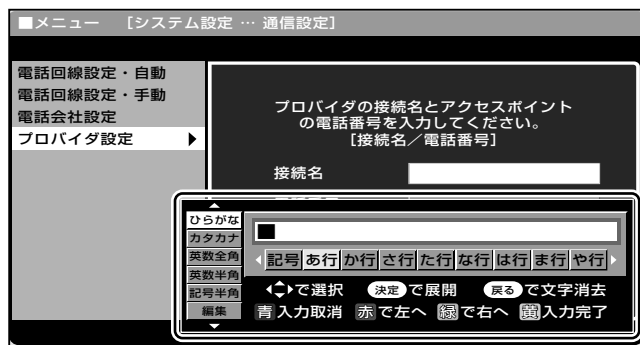 ■メニュー [システム設定 … 通信設定]
電話回線設定・自動
電話回線設定・手動
電話会社設定
プロバイダ設定
プロバイダの接続名とアクセスポイント
の電話番号を入力してください。
[接続名／電話番号]
接続名
ひらがな
カタカナ
英数全角
英数半角
記号半角
編集
記号 あ行 か行 さ行 た行 な行 は行 ま行 や行
で選択 決定で展開 戻るで文字消去
青入力取消 赤で左へ 緑で右へ 黄入力完了